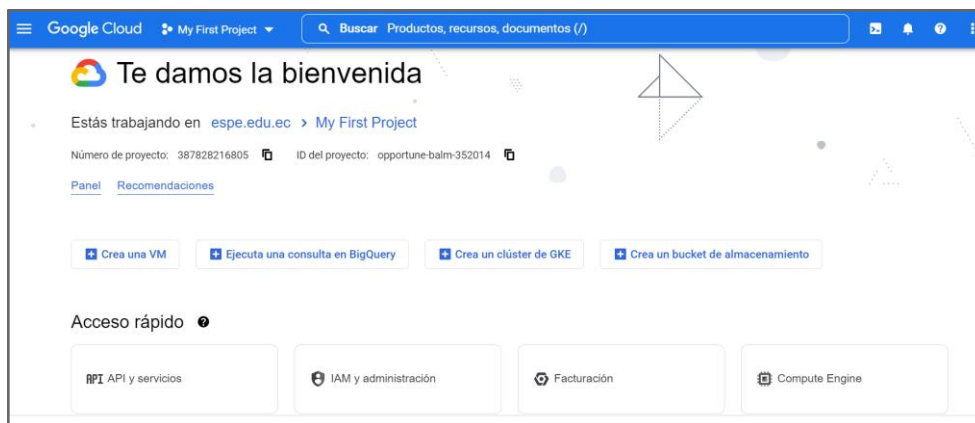 Google Cloud My First Project Buscar Productos, recursos, documentos (/)
Te damos la bienvenida
Estás trabajando en espe.edu.ec > My First Project
Número de proyecto: 387828216805 ID del proyecto: opportune-balm-352014
Panel Recomendaciones
Crea una VM Ejecuta una consulta en BigQuery Crea un clúster de GKE Crea un bucket de almacenamiento
Acceso rápido
API API y servicios IAM y administración Facturación Compute Engine